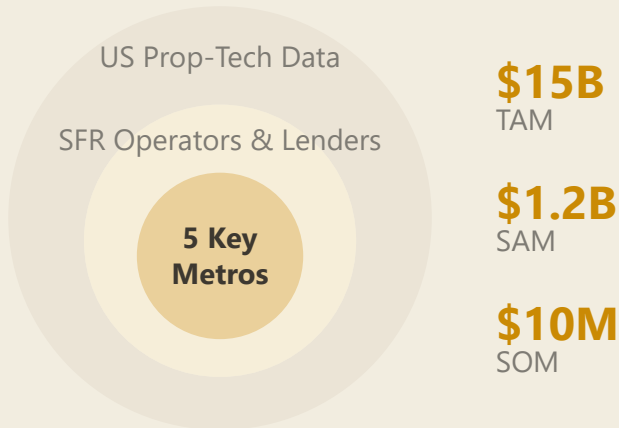 US Prop-Tech Data
SFR Operators & Lenders
5 Key
Metros
$15B
TAM
$1.2B
SAM
$10M
SOM